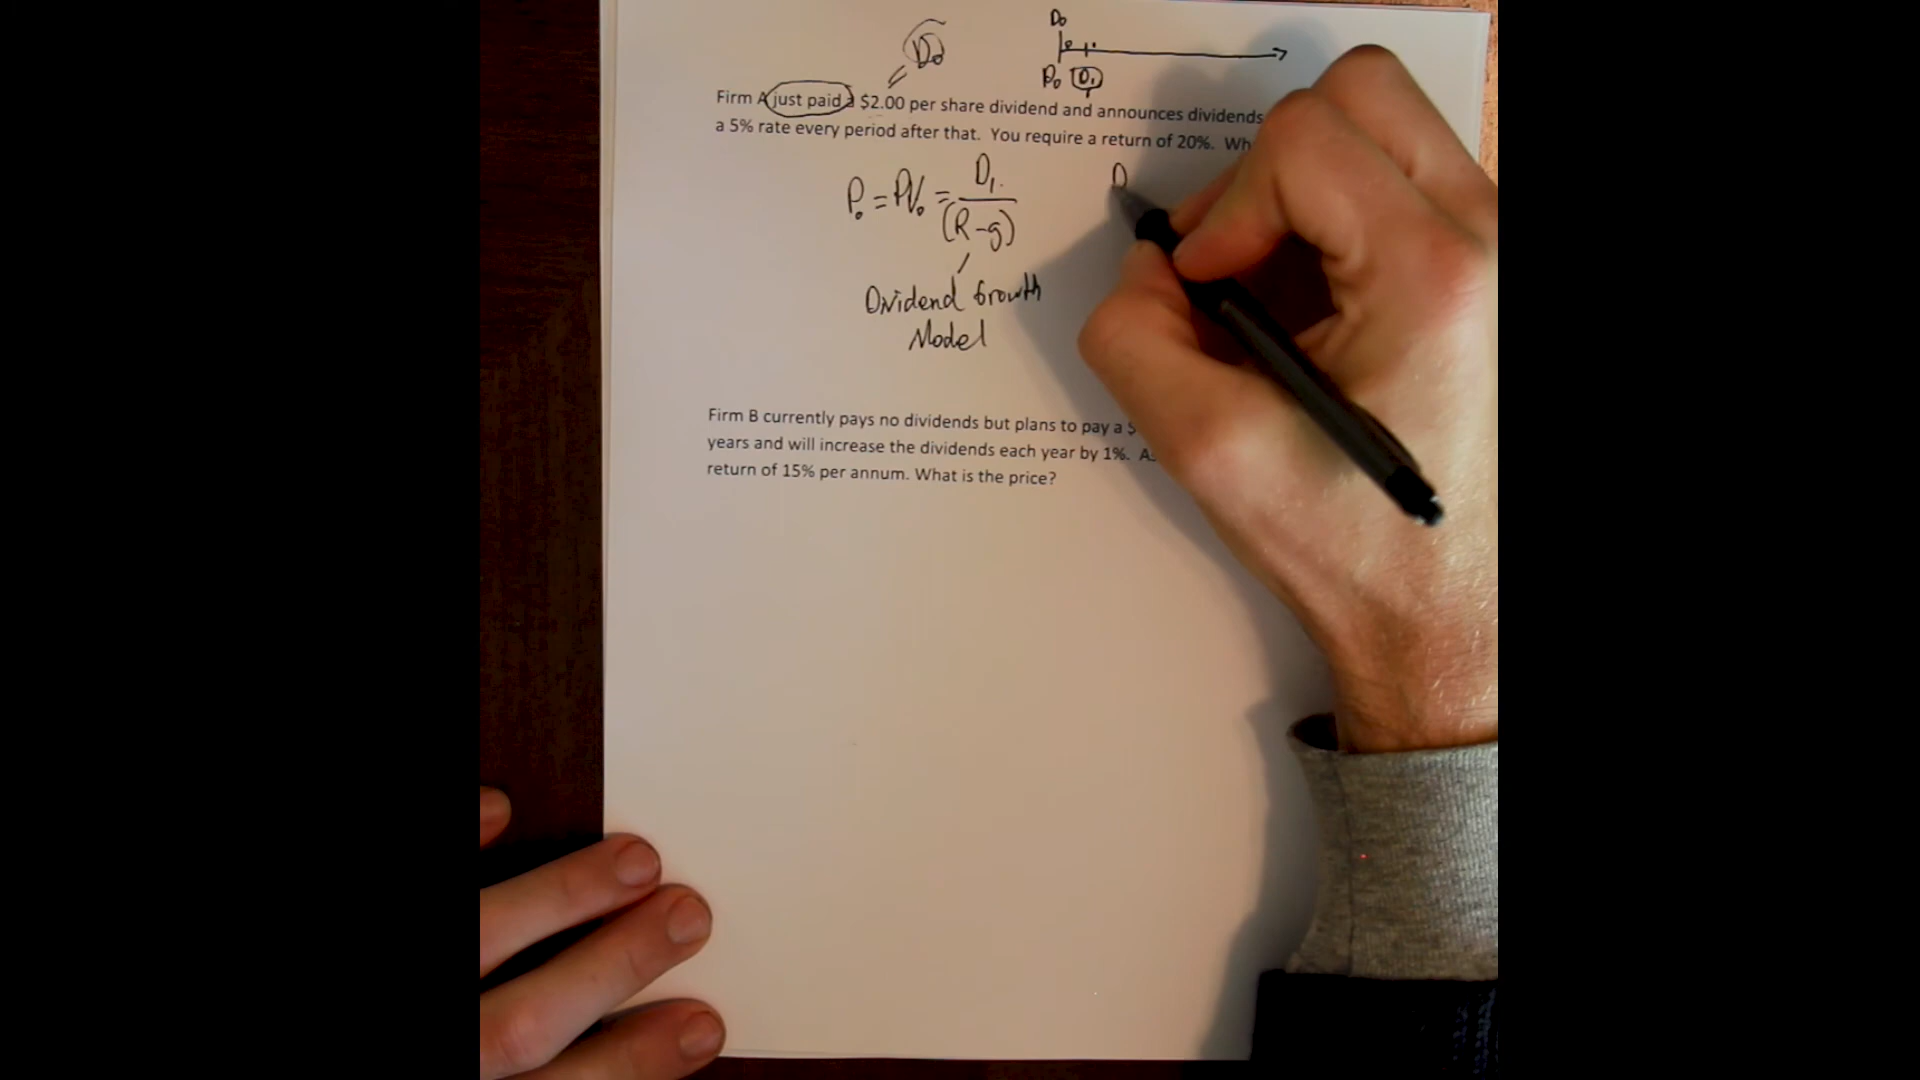 D₀
D₀
P₀ D₁
Firm A just paid a $2.00 per share dividend and announces dividends
a 5% rate every period after that. You require a return of 20%. Wh
P₀ = PV₀ = D₁ / (R - g)
D
Dividend Growth
Model
Firm B currently pays no dividends but plans to pay a $
years and will increase the dividends each year by 1%. As
return of 15% per annum. What is the price?